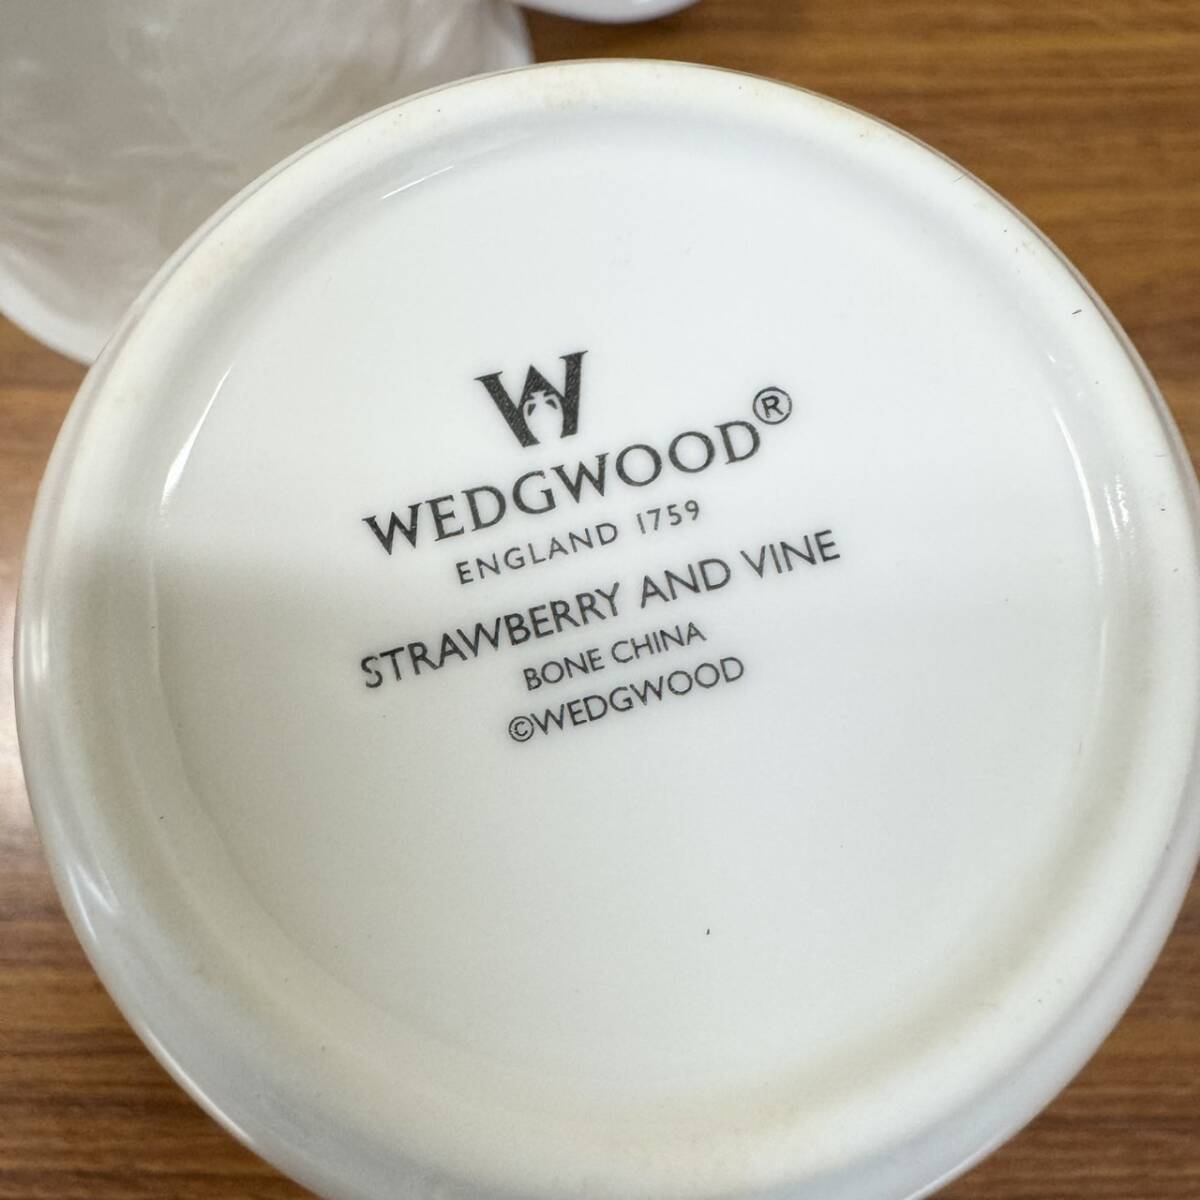 W
WEDGWOOD®
ENGLAND 1759
STRAWBERRY AND VINE
BONE CHINA
©WEDGWOOD